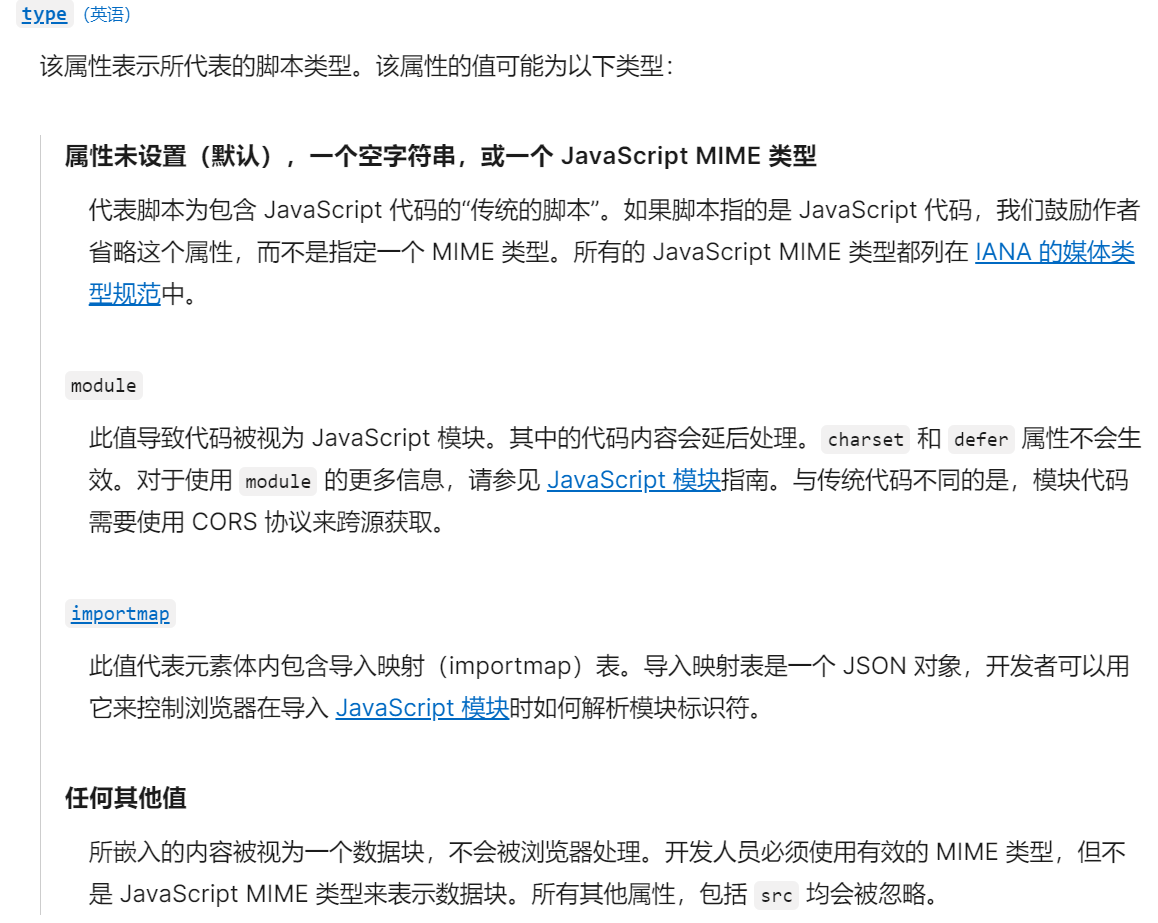 type (英语)
该属性表示所代表的脚本类型。该属性的值可能为以下类型：
属性未设置（默认），一个空字符串，或一个 JavaScript MIME 类型
代表脚本为包含 JavaScript 代码的“传统的脚本”。如果脚本指的是 JavaScript 代码，我们鼓励作者
省略这个属性，而不是指定一个 MIME 类型。所有的 JavaScript MIME 类型都列在 IANA 的媒体类
型规范中。
module
此值导致代码被视为 JavaScript 模块。其中的代码内容会延后处理。charset 和 defer 属性不会生
效。对于使用 module 的更多信息，请参见 JavaScript 模块指南。与传统代码不同的是，模块代码
需要使用 CORS 协议来跨源获取。
importmap
此值代表元素体内包含导入映射（importmap）表。导入映射表是一个 JSON 对象，开发者可以用
它来控制浏览器在导入 JavaScript 模块时如何解析模块标识符。
任何其他值
所嵌入的内容被视为一个数据块，不会被浏览器处理。开发人员必须使用有效的 MIME 类型，但不
是 JavaScript MIME 类型来表示数据块。所有其他属性，包括 src 均会被忽略。